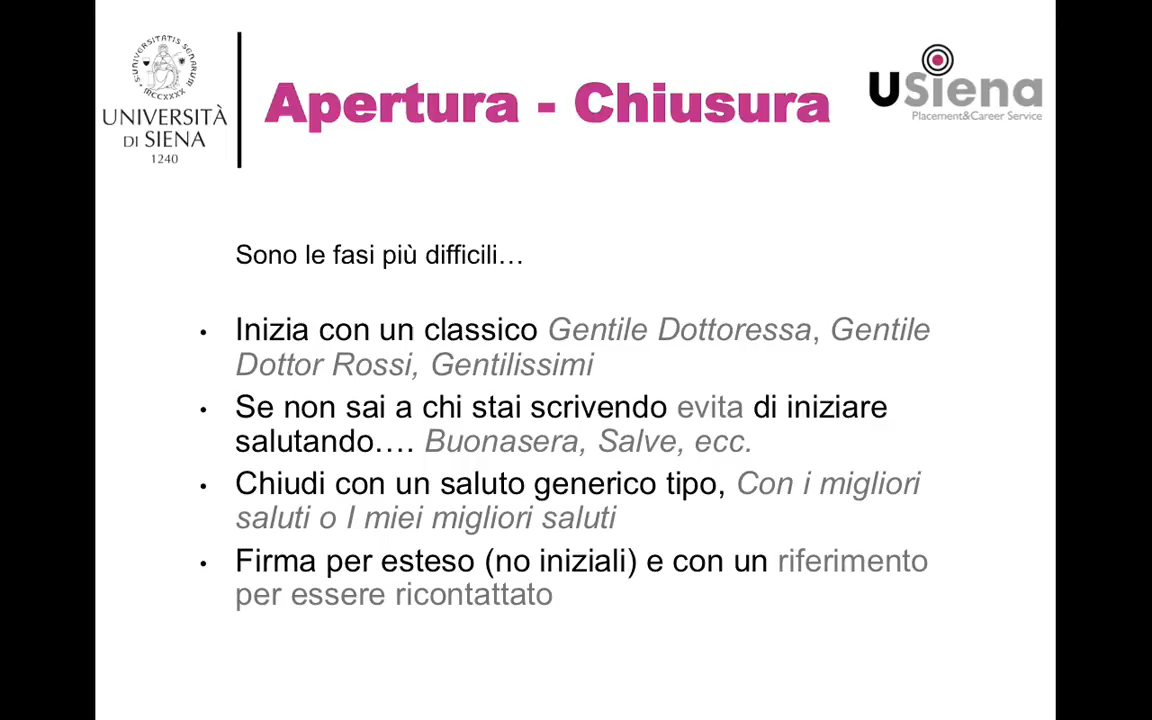 UNIVERSITÀ
DI SIENA
1240
Apertura - Chiusura
USiena
Placement&Career Service
Sono le fasi più difficili…
• Inizia con un classico Gentile Dottoressa, Gentile
Dottor Rossi, Gentilissimi
• Se non sai a chi stai scrivendo evita di iniziare
salutando…. Buonasera, Salve, ecc.
• Chiudi con un saluto generico tipo, Con i migliori
saluti o I miei migliori saluti
• Firma per esteso (no iniziali) e con un riferimento
per essere ricontattato